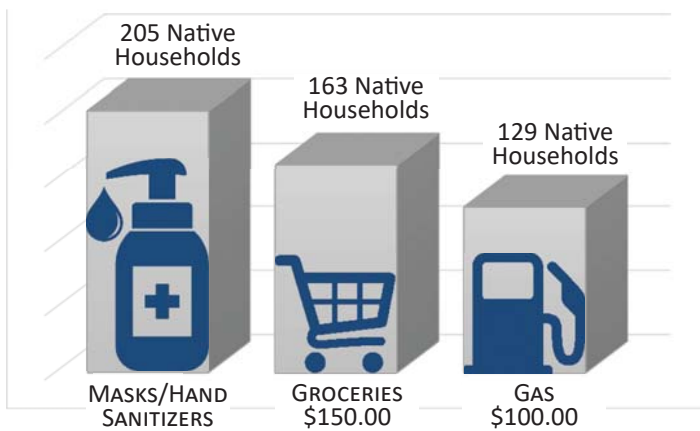 205 Native
Households
163 Native
Households
129 Native
Households
MASKS/HAND
SANITIZERS
GROCERIES
$150.00
GAS
$100.00